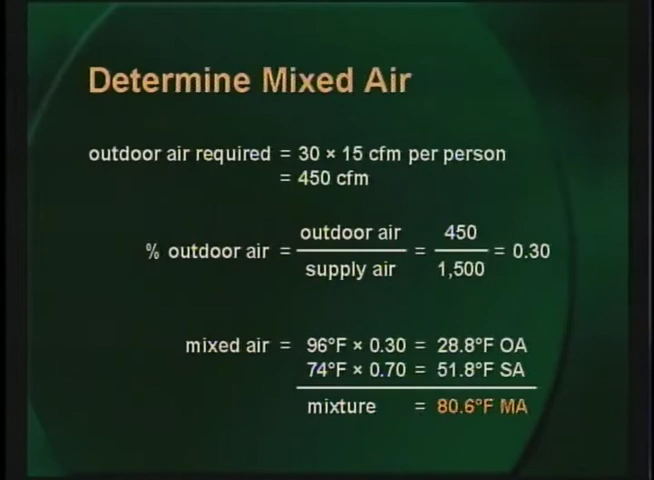 Determine Mixed Air
outdoor air required = 30 × 15 cfm per person
= 450 cfm
% outdoor air = outdoor air / supply air = 450 / 1,500 = 0.30
mixed air = 96°F × 0.30 = 28.8°F OA
74°F × 0.70 = 51.8°F SA
mixture = 80.6°F MA